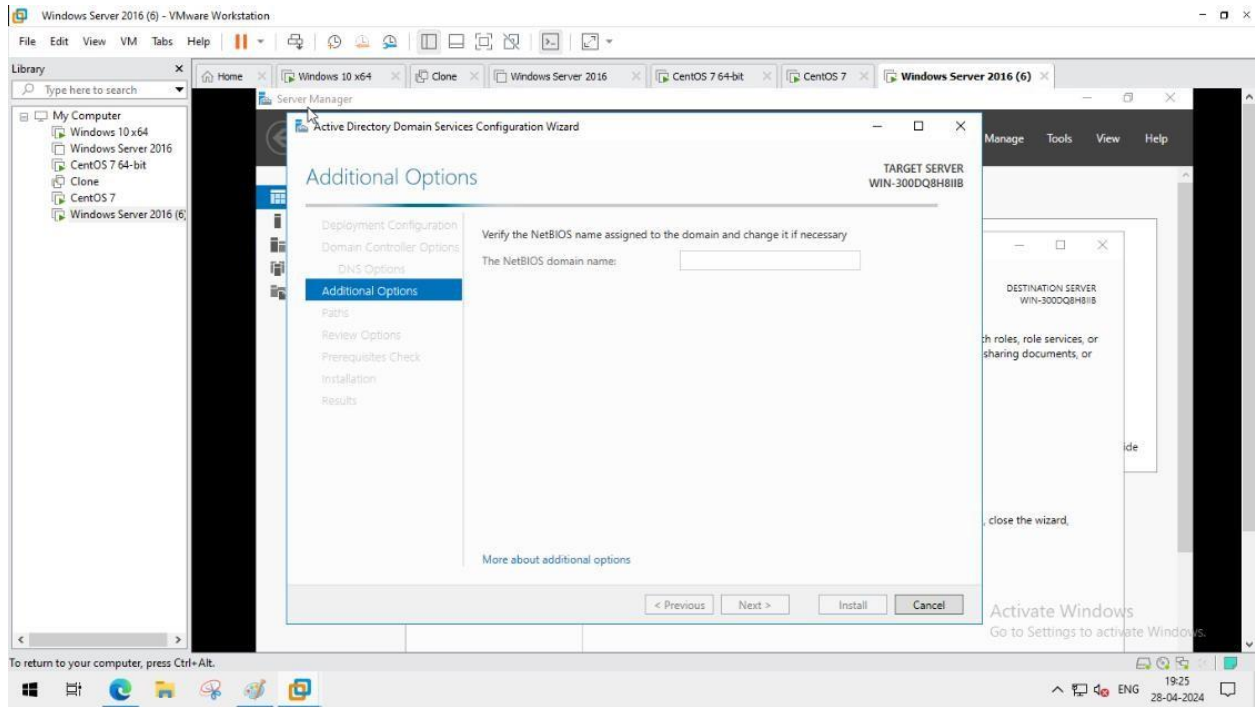 Windows Server 2016 (6) - VMware Workstation
File Edit View VM Tabs Help
Library
Type here to search
My Computer
Windows 10 x64
Windows Server 2016
CentOS 7 64-bit
Clone
CentOS 7
Windows Server 2016 (6)
Home Windows 10 x64 Clone Windows Server 2016 CentOS 7 64-bit CentOS 7 Windows Server 2016 (6)
Server Manager
Manage Tools View Help
Active Directory Domain Services Configuration Wizard
Additional Options
TARGET SERVER
WIN-300DQ8H8IIB
Deployment Configuration
Domain Controller Options
DNS Options
Additional Options
Paths
Review Options
Prerequisites Check
Installation
Results
Verify the NetBIOS name assigned to the domain and change it if necessary
The NetBIOS domain name:
More about additional options
< Previous Next > Install Cancel
DESTINATION SERVER
WIN-300DQ8H8IIB
th roles, role services, or
sharing documents, or
ide
, close the wizard,
Activate Windows
Go to Settings to activate Windows.
To return to your computer, press Ctrl+Alt.
ENG
19:25
28-04-2024